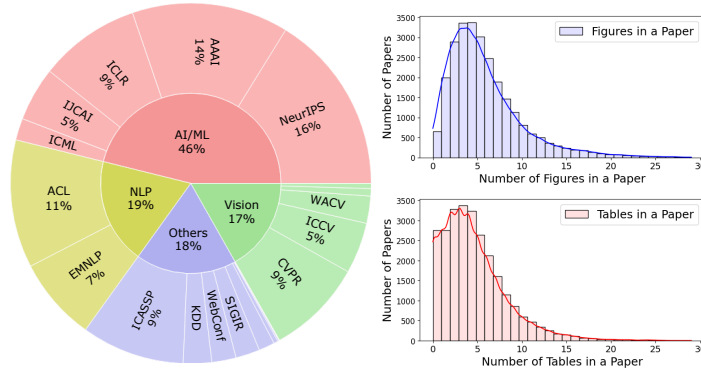 AAAI
14%
ICLR
9%
NeurIPS
16%
IJCAI
5%
ICML
AI/ML
46%
ACL
11%
NLP
19%
Vision
17%
WACV
ICCV
5%
Others
18%
EMNLP
7%
CVPR
9%
ICASSP
9%
KDD
WebConf
SIGIR
Number of Papers
3500
3000
2500
2000
1500
1000
500
0
Figures in a Paper
0 5 10 15 20 25 30
Number of Figures in a Paper
Number of Papers
3500
3000
2500
2000
1500
1000
500
0
Tables in a Paper
0 5 10 15 20 25 30
Number of Tables in a Paper